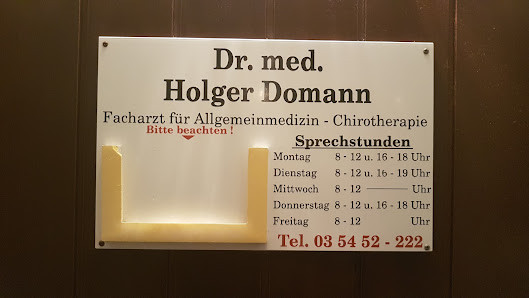 Dr. med.
Holger Domann
Facharzt für Allgemeinmedizin - Chirotherapie
Bitte beachten !
Sprechstunden
Montag 8 - 12 u. 16 - 18 Uhr
Dienstag 8 - 12 u. 16 - 19 Uhr
Mittwoch 8 - 12 ——— Uhr
Donnerstag 8 - 12 u. 16 - 18 Uhr
Freitag 8 - 12 Uhr
Tel. 03 54 52 - 222